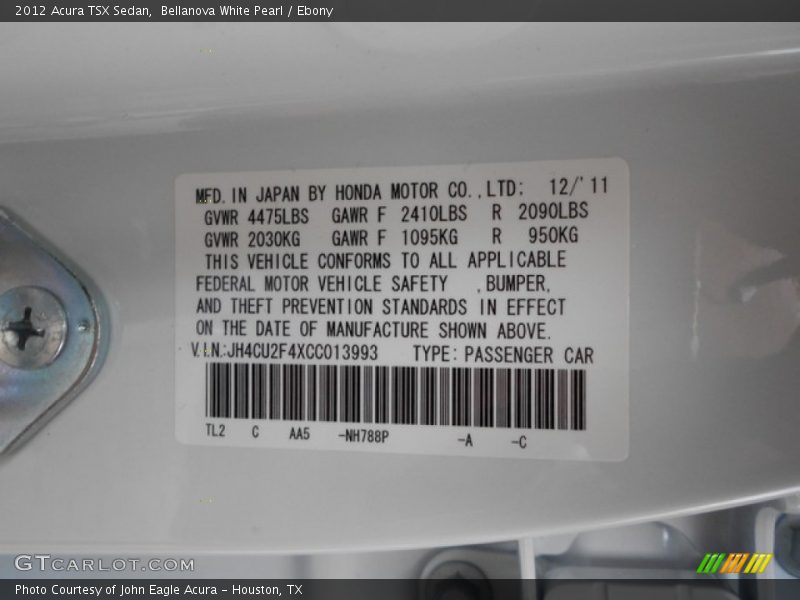 2012 Acura TSX Sedan,  Bellanova White Pearl / Ebony
MFD. IN JAPAN BY HONDA MOTOR CO., LTD; 12/'11
GVWR 4475LBS GAWR F 2410LBS R 2090LBS
GVWR 2030KG GAWR F 1095KG R 950KG
THIS VEHICLE CONFORMS TO ALL APPLICABLE
FEDERAL MOTOR VEHICLE SAFETY , BUMPER,
AND THEFT PREVENTION STANDARDS IN EFFECT
ON THE DATE OF MANUFACTURE SHOWN ABOVE.
V.I.N.:JH4CU2F4XCC013993 TYPE: PASSENGER CAR
TL2 C AA5 -NH788P -A -C
GTCARLOT.COM
Photo Courtesy of John Eagle Acura - Houston, TX